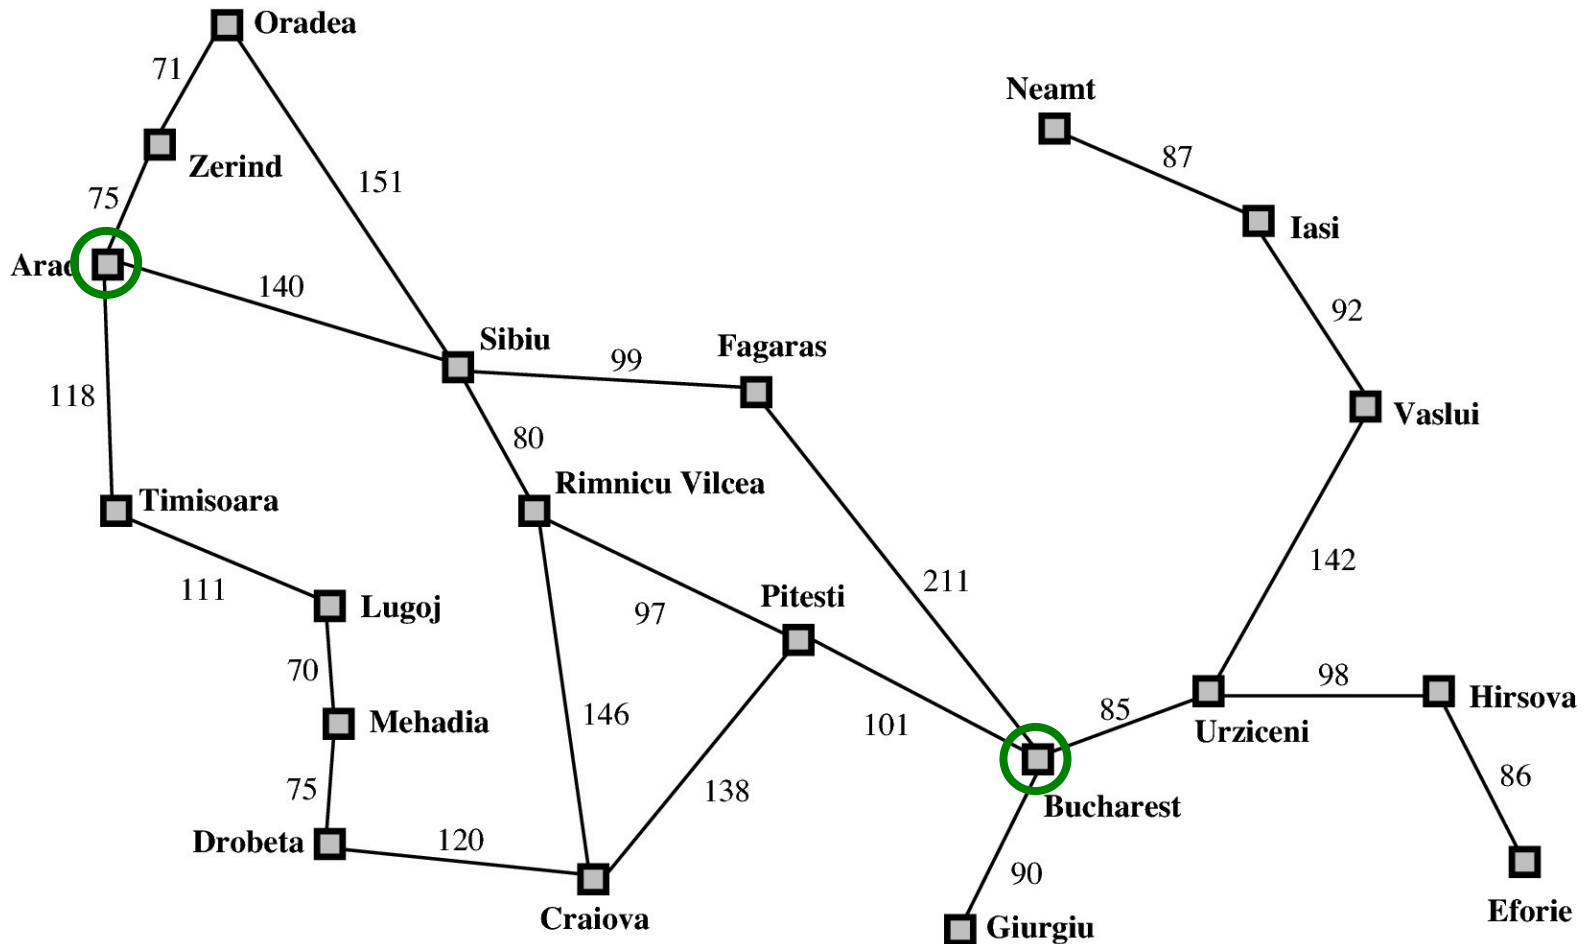 Oradea
71
Neamt
87
Zerind
151
75
Iasi
Arad
140
92
Sibiu
Fagaras
99
118
Vaslui
80
Rimnicu Vilcea
Timisoara
142
211
111
Pitesti
Lugoj
97
70
98
Hirsova
146
85
Mehadia
101
Urziceni
86
75
138
Bucharest
Drobeta
120
90
Eforie
Craiova
Giurgiu